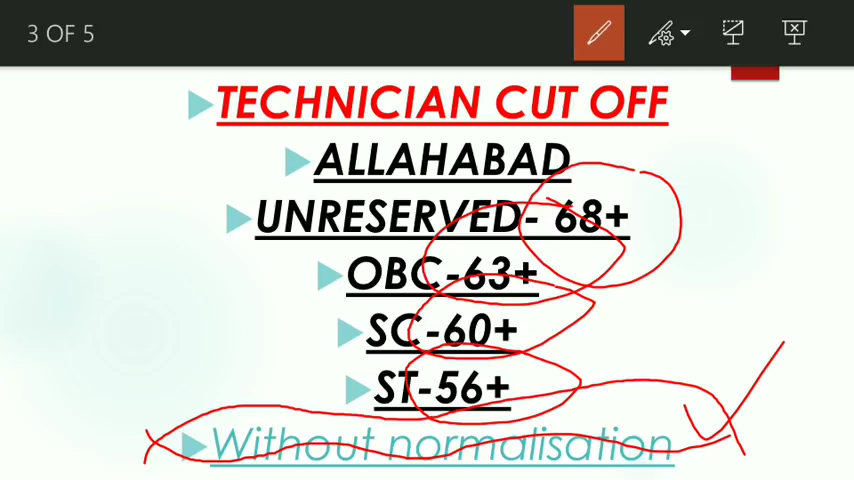 3 OF 5
TECHNICIAN CUT OFF
ALLAHABAD
UNRESERVED- 68+
OBC-63+
SC-60+
ST-56+
Without normalisation